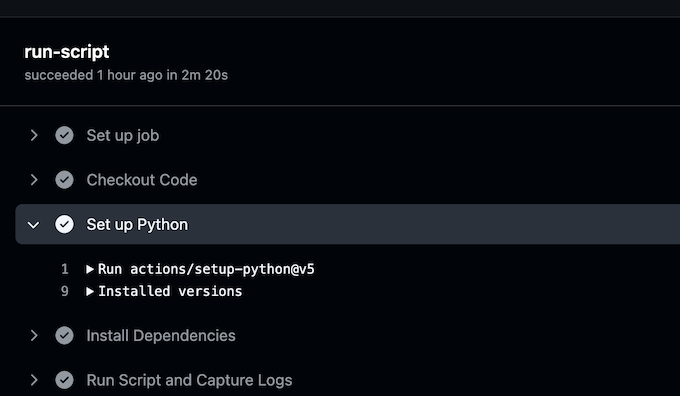 run-script
succeeded 1 hour ago in 2m 20s
Set up job
Checkout Code
Set up Python
1 Run actions/setup-python@v5
9 Installed versions
Install Dependencies
Run Script and Capture Logs